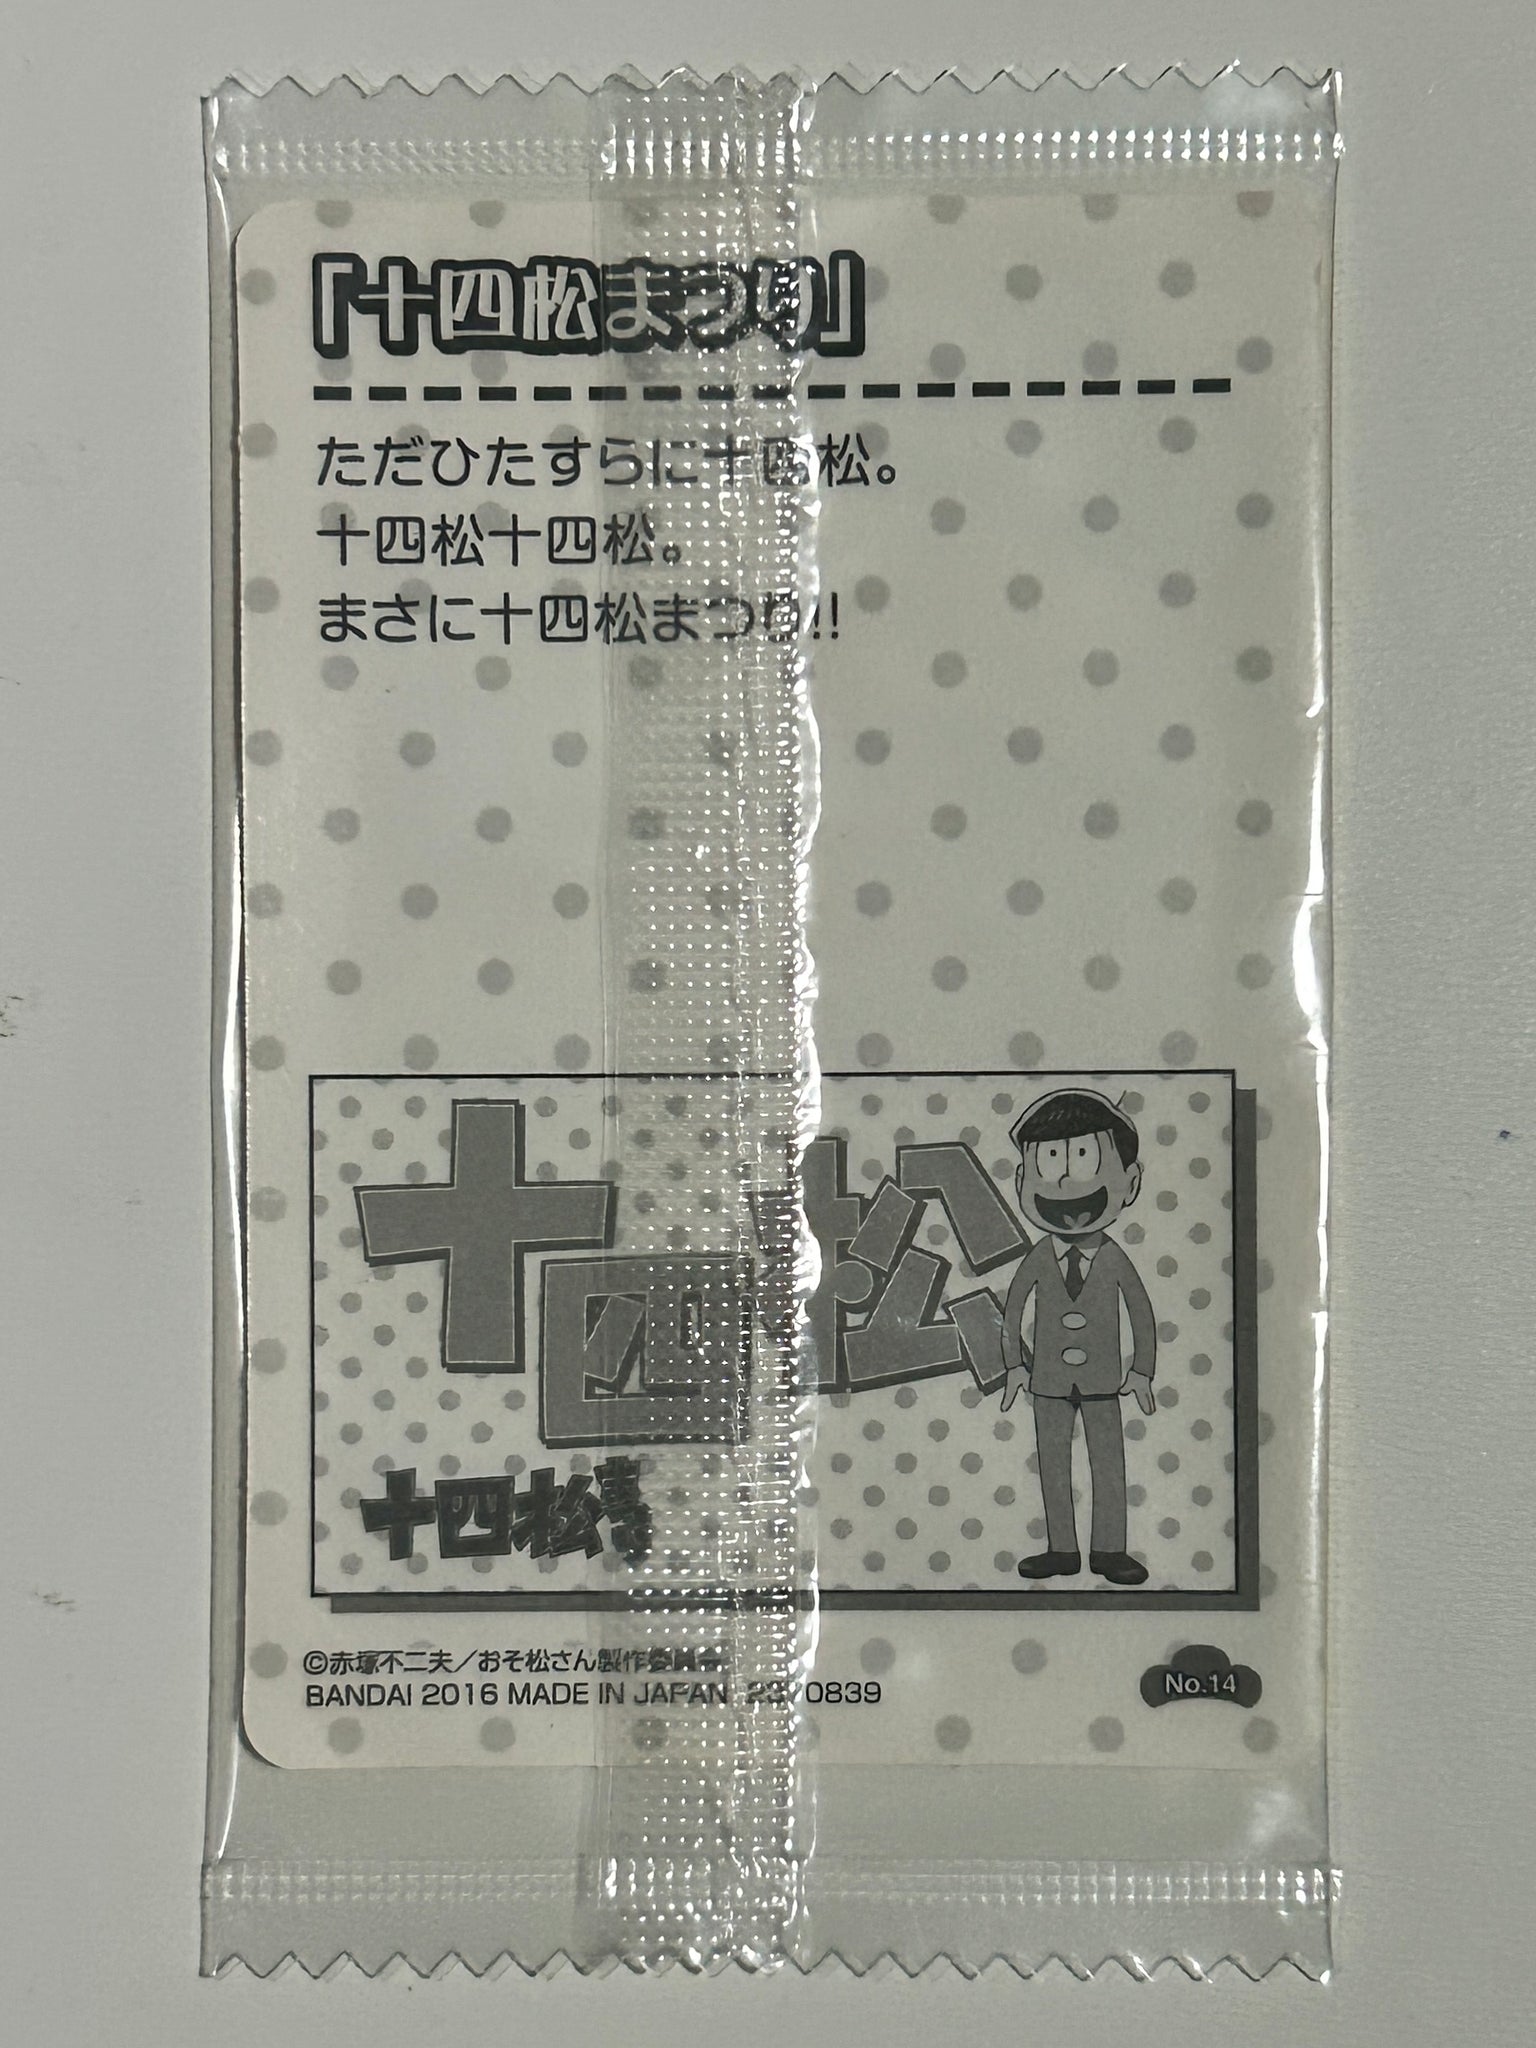 「十四松まつり」
ただひたすらに十四松。
十四松十四松。
まさに十四松まつり!!
十四松
十四松
©赤塚不二夫／おそ松さん製作委員会
BANDAI 2016 MADE IN JAPAN 2370839
No.14